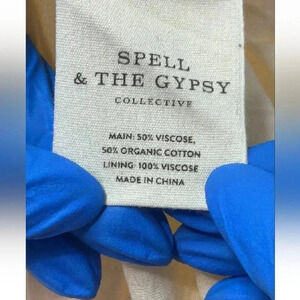 SPELL
& THE GYPSY
COLLECTIVE
MAIN: 50% VISCOSE,
50% ORGANIC COTTON
LINING: 100% VISCOSE
MADE IN CHINA